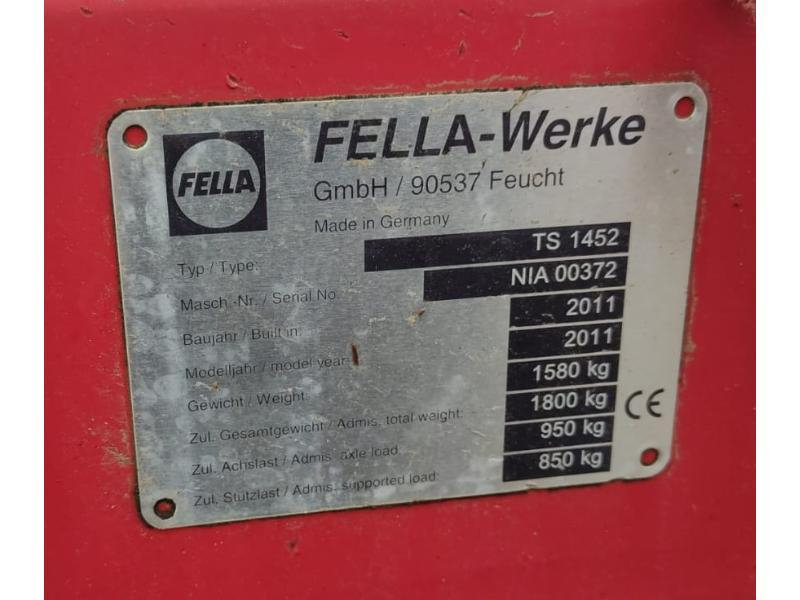 FELLA
FELLA-Werke
GmbH / 90537 Feucht
Made in Germany
Typ / Type: TS 1452
Masch.-Nr. / Serial No. NIA 00372
Baujahr / Built in: 2011
Modelljahr / model year 2011
Gewicht / Weight: 1580 kg
Zul. Gesamtgewicht / Admis. total weight: 1800 kg
Zul. Achslast / Admis. axle load: 950 kg
Zul. Stützlast / Admis. supported load: 850 kg
CE